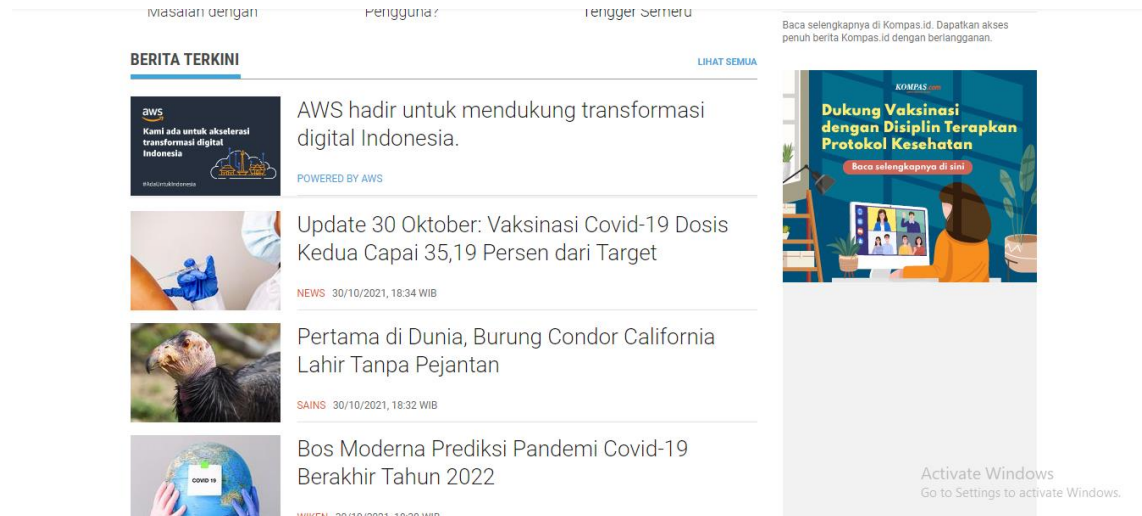 Masalah dengan
Pengguna?
Tengger Semeru
Baca selengkapnya di Kompas.id. Dapatkan akses
penuh berita Kompas.id dengan berlangganan.
BERITA TERKINI
LIHAT SEMUA
aws
Kami ada untuk akselerasi
transformasi digital
Indonesia
#AdaUntukIndonesia
AWS hadir untuk mendukung transformasi
digital Indonesia.
POWERED BY AWS
KOMPAS.com
Dukung Vaksinasi
dengan Disiplin Terapkan
Protokol Kesehatan
Baca selengkapnya di sini
Update 30 Oktober: Vaksinasi Covid-19 Dosis
Kedua Capai 35,19 Persen dari Target
NEWS 30/10/2021, 18:34 WIB
Pertama di Dunia, Burung Condor California
Lahir Tanpa Pejantan
SAINS 30/10/2021, 18:32 WIB
COVID 19
Bos Moderna Prediksi Pandemi Covid-19
Berakhir Tahun 2022
Activate Windows
Go to Settings to activate Windows.